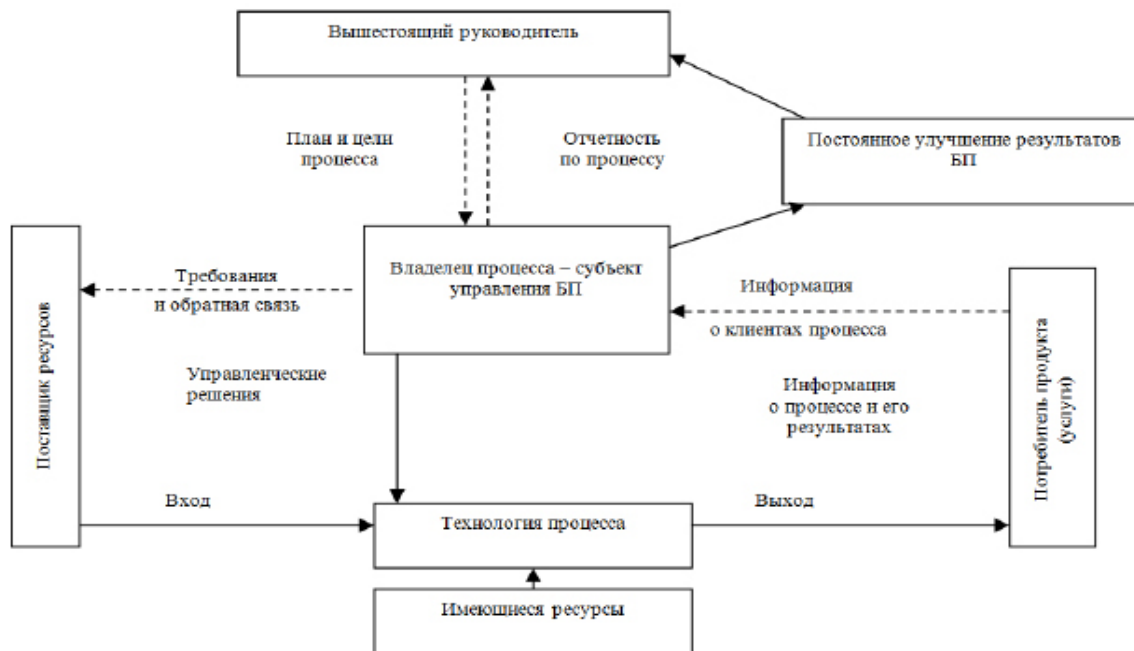 Вышестоящий руководитель
План и цели
процесса
Отчетность
по процессу
Постоянное улучшение результатов
БП
Владелец процесса – субъект
управления БП
Требования
и обратная связь
Информация
о клиентах процесса
Поставщик ресурсов
Управленческие
решения
Информация
о процессе и его
результатах
Потребитель продукта
(услуги)
Вход
Технология процесса
Выход
Имеющиеся ресурсы